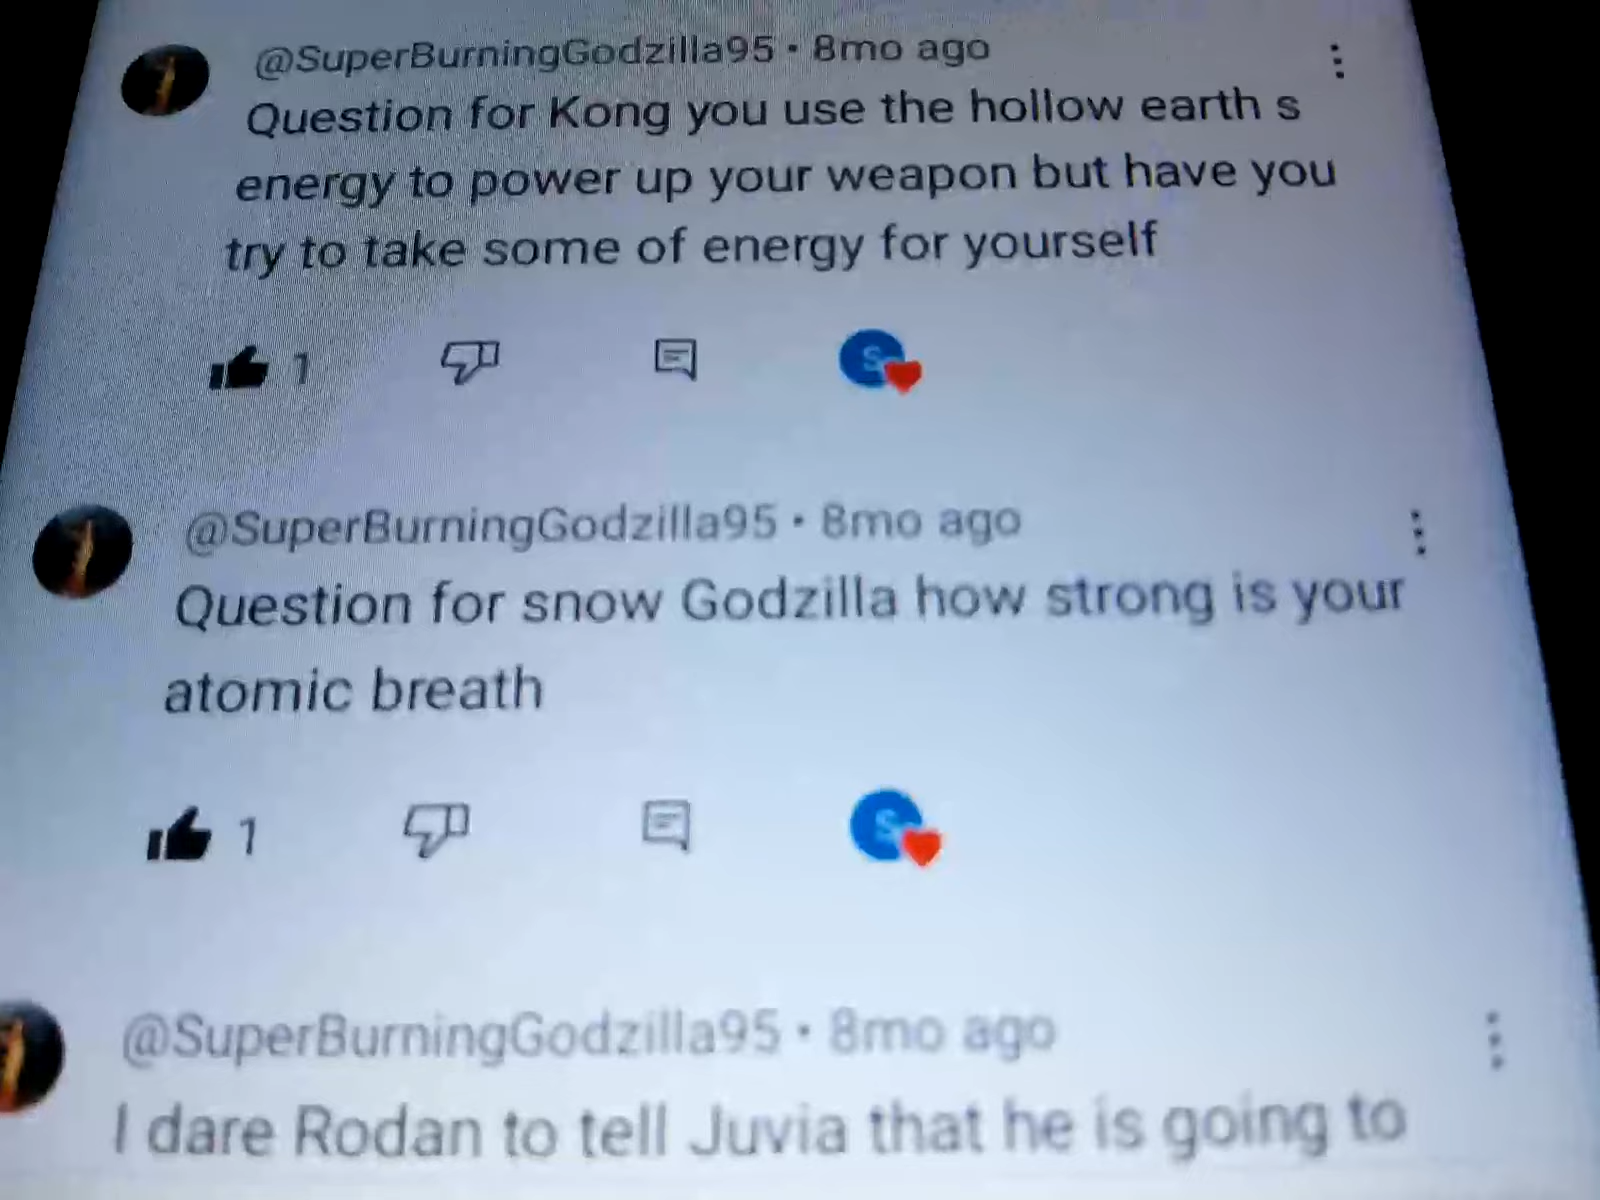 @SuperBurningGodzilla95 · 8mo ago
Question for Kong you use the hollow earth s
energy to power up your weapon but have you
try to take some of energy for yourself
1
S
@SuperBurningGodzilla95 · 8mo ago
Question for snow Godzilla how strong is your
atomic breath
1
S
@SuperBurningGodzilla95 · 8mo ago
I dare Rodan to tell Juvia that he is going to